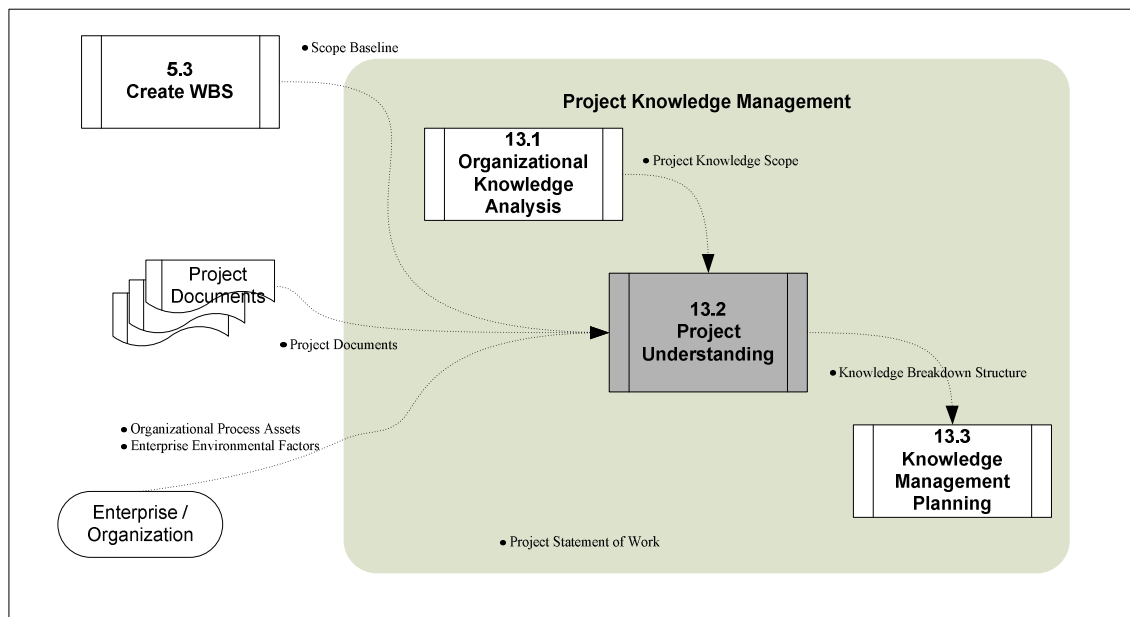 5.3
Create WBS
• Scope Baseline
Project Knowledge Management
13.1
Organizational
Knowledge
Analysis
• Project Knowledge Scope
Project
Documents
• Project Documents
13.2
Project
Understanding
• Knowledge Breakdown Structure
• Organizational Process Assets
• Enterprise Environmental Factors
13.3
Knowledge
Management
Planning
Enterprise /
Organization
• Project Statement of Work